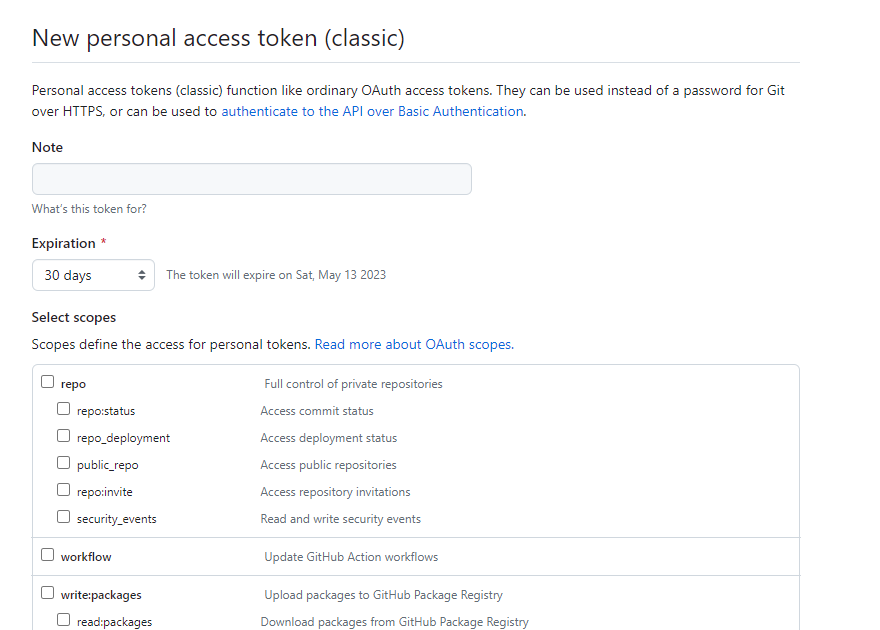 New personal access token (classic)
Personal access tokens (classic) function like ordinary OAuth access tokens. They can be used instead of a password for Git
over HTTPS, or can be used to authenticate to the API over Basic Authentication.
Note
What's this token for?
Expiration *
30 days The token will expire on Sat, May 13 2023
Select scopes
Scopes define the access for personal tokens. Read more about OAuth scopes.
repo Full control of private repositories
repo:status Access commit status
repo_deployment Access deployment status
public_repo Access public repositories
repo:invite Access repository invitations
security_events Read and write security events
workflow Update GitHub Action workflows
write:packages Upload packages to GitHub Package Registry
read:packages Download packages from GitHub Package Registry